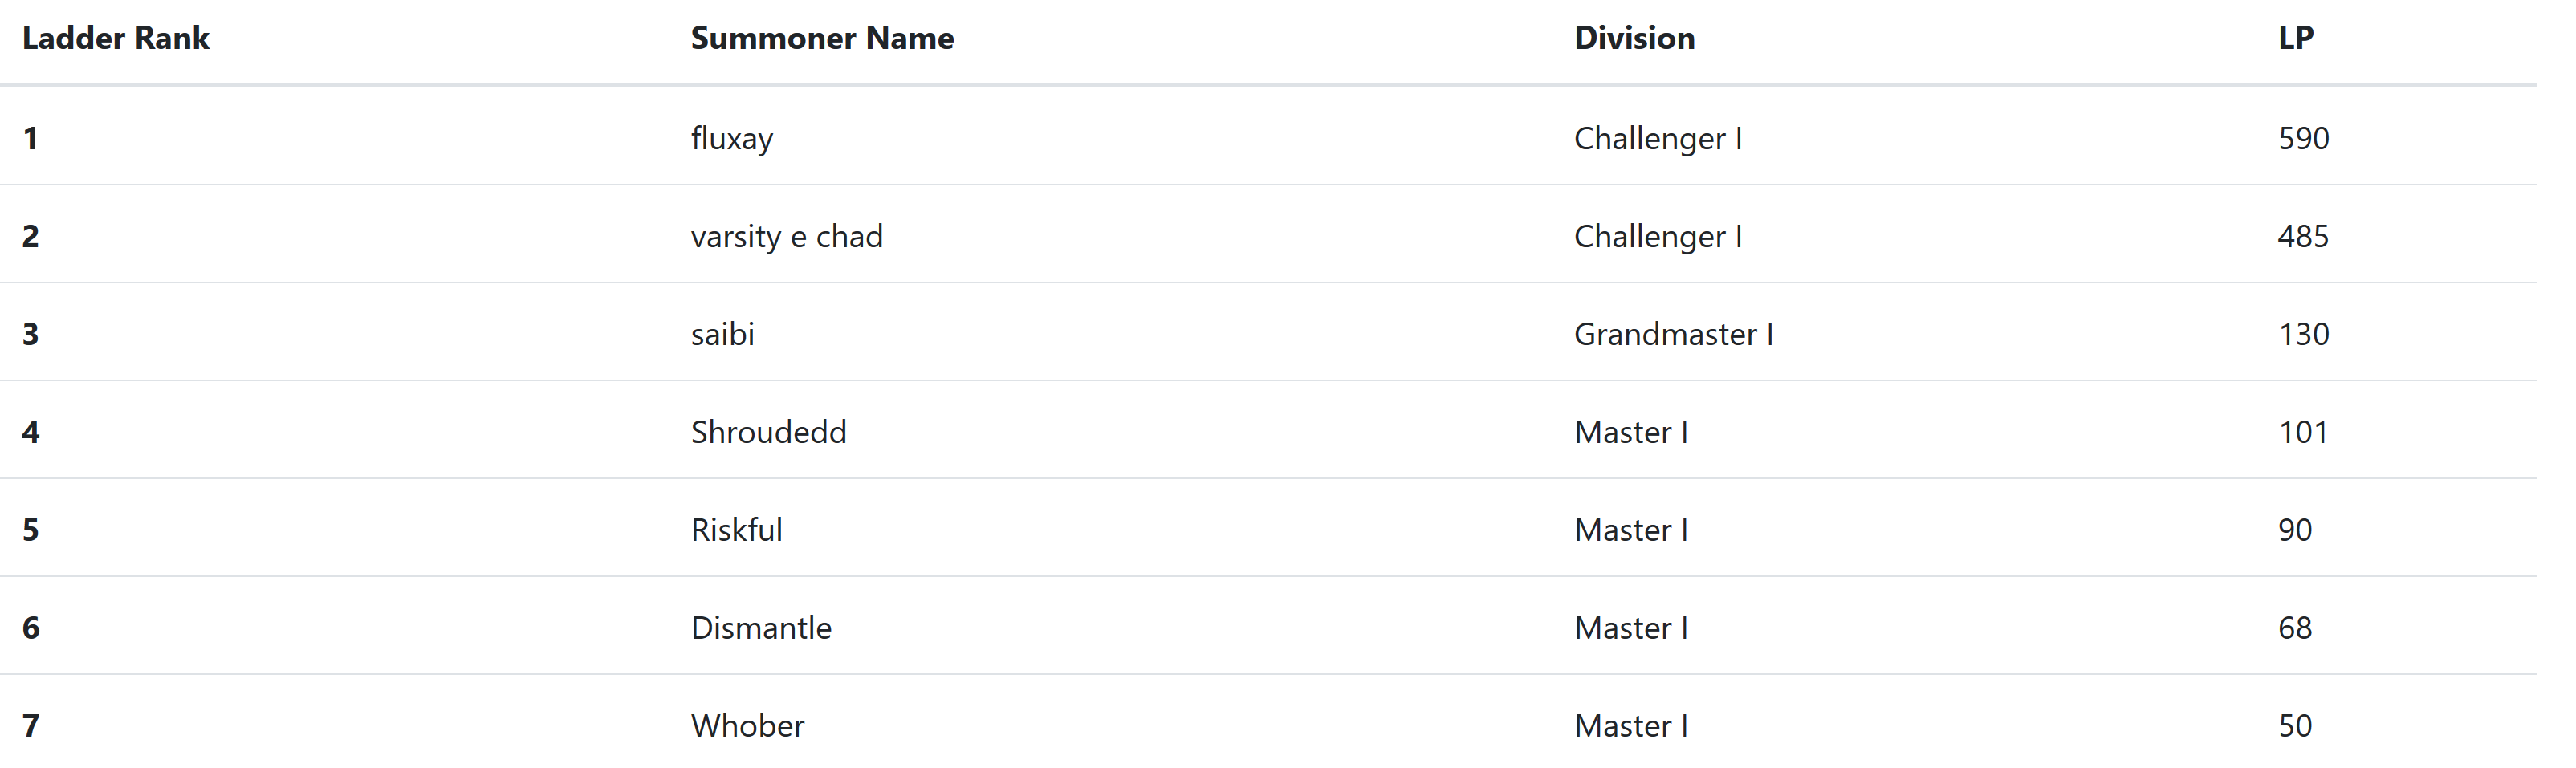 Ladder Rank Summoner Name Division LP
1 fluxay Challenger I 590
2 varsity e chad Challenger I 485
3 saibi Grandmaster I 130
4 Shroudedd Master I 101
5 Riskful Master I 90
6 Dismantle Master I 68
7 Whober Master I 50